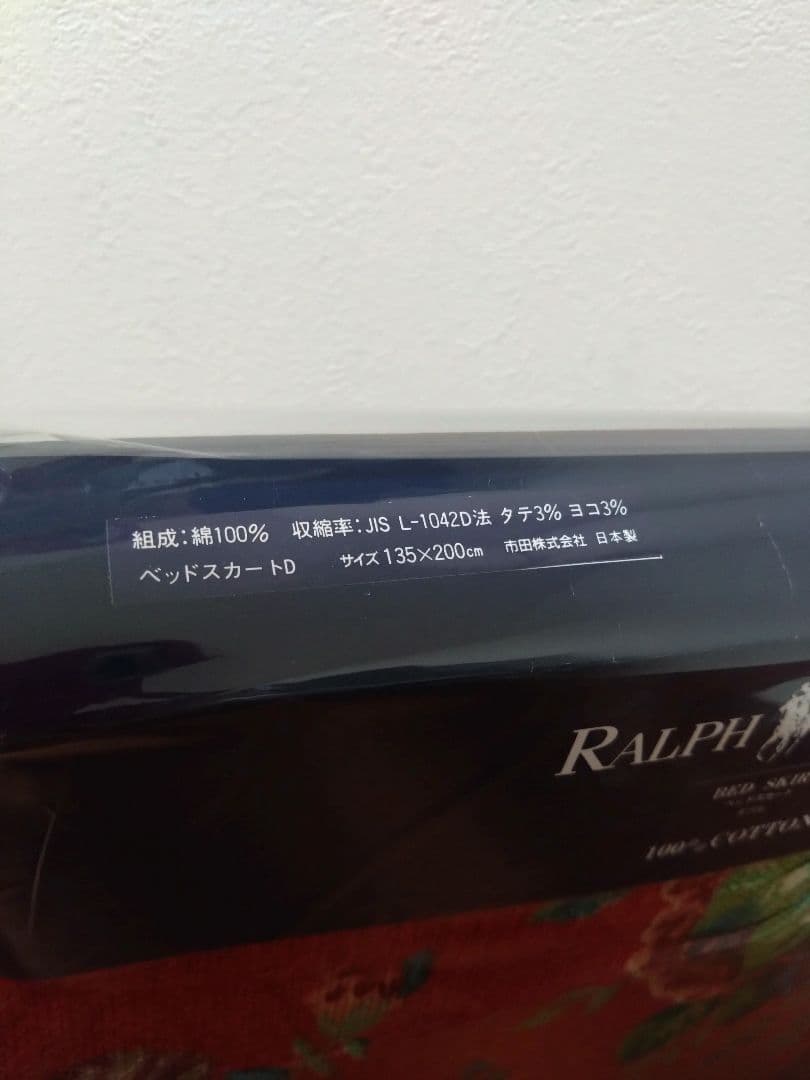 組成:綿100% 収縮率:JIS L-1042D法 タテ3% ヨコ3%
ベッドスカートD サイズ135×200cm 市田株式会社 日本製
RALPH
BED SKIR
100% COTTON